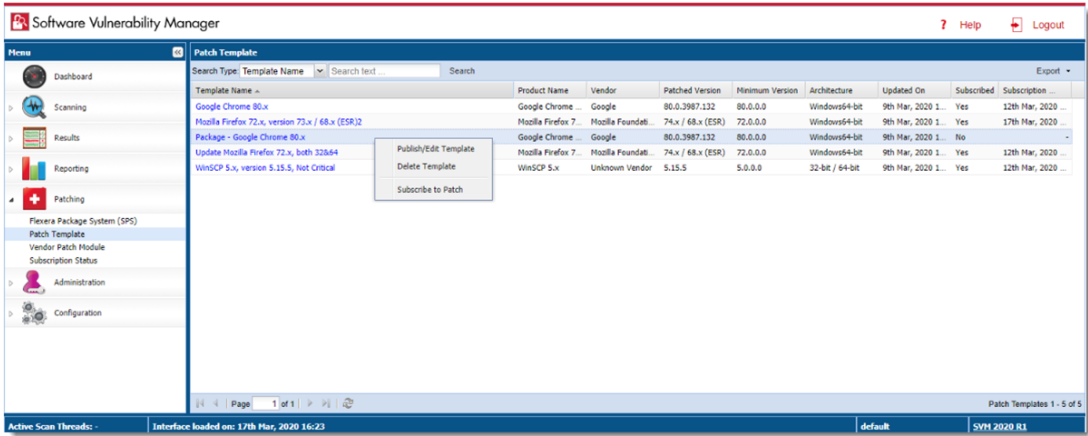 Software Vulnerability Manager
? Help Logout
Menu
Patch Template
Dashboard
Scanning
Results
Reporting
Patching
Flexera Package System (SPS)
Patch Template
Vendor Patch Module
Subscription Status
Administration
Configuration
Search Type: Template Name Search text ... Search Export
Template Name Product Name Vendor Patched Version Minimum Version Architecture Updated On Subscribed Subscription ...
Google Chrome 80.x Google Chrome ... Google 80.0.3987.132 80.0.0.0 Windows64-bit 9th Mar, 2020 1... Yes 12th Mar, 2020 ...
Mozilla Firefox 72.x, version 73.x / 68.x (ESR)2 Mozilla Firefox 7... Mozilla Foundati... 74.x / 68.x (ESR) 72.0.0.0 Windows64-bit 9th Mar, 2020 1... Yes 17th Mar, 2020 ...
Package - Google Chrome 80.x Google Chrome ... Google 80.0.3987.132 80.0.0.0 Windows64-bit 9th Mar, 2020 1... No -
Update Mozilla Firefox 72.x, both 32&64 Mozilla Firefox 7... Mozilla Foundati... 74.x / 68.x (ESR) 72.0.0.0 Windows64-bit 9th Mar, 2020 1... Yes 12th Mar, 2020 ...
WinSCP 5.x, version 5.15.5, Not Critical WinSCP 5.x Unknown Vendor 5.15.5 5.0.0.0 32-bit / 64-bit 9th Mar, 2020 1... Yes 12th Mar, 2020 ...
Publish/Edit Template
Delete Template
Subscribe to Patch
Page 1 of 1
Patch Templates 1 - 5 of 5
Active Scan Threads: - Interface loaded on: 17th Mar, 2020 16:23 default SVM 2020 R1